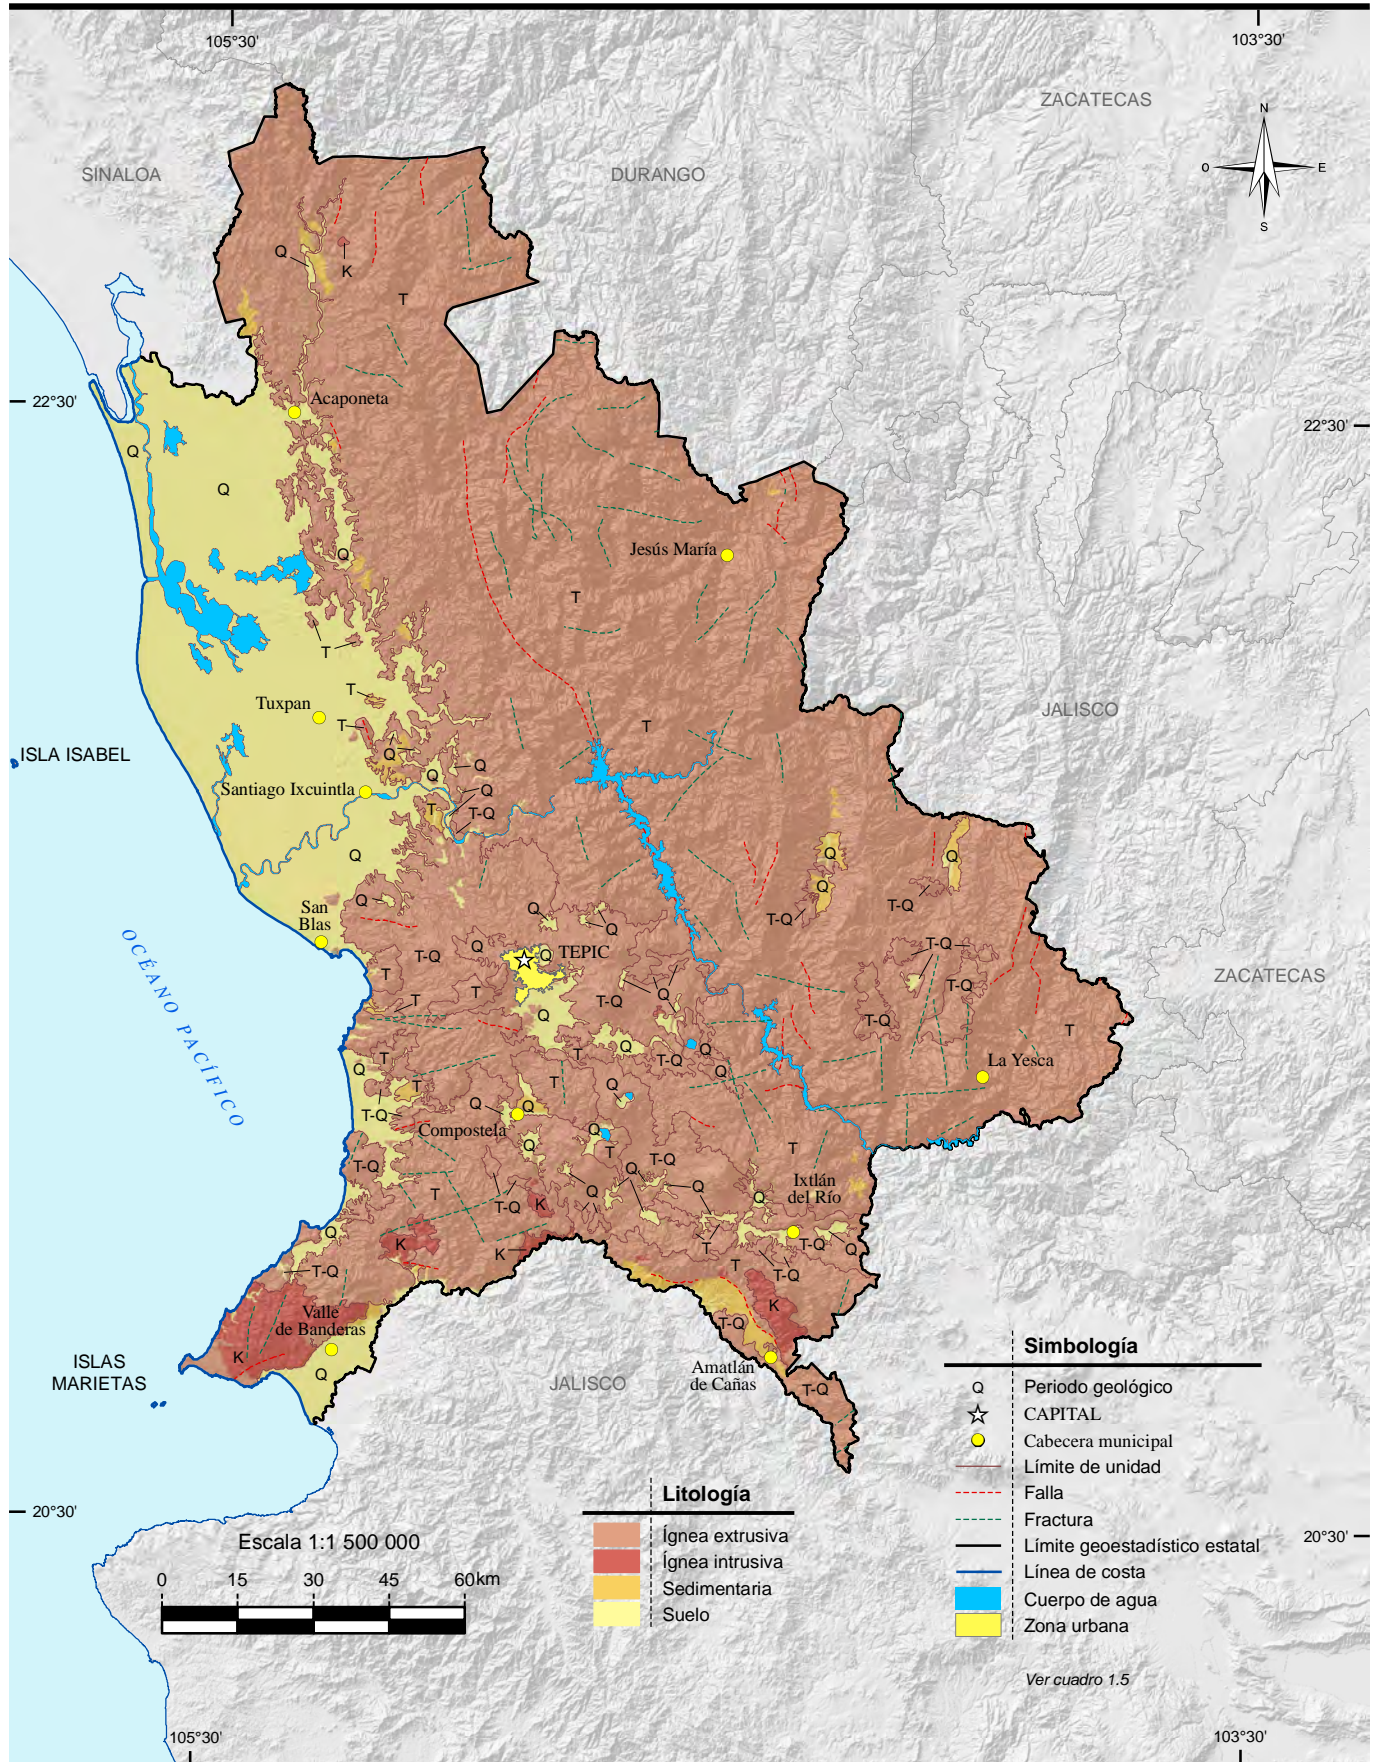 105°30'
103°30'
ZACATECAS
N
O
E
S
SINALOA
DURANGO
Q
K
T
22°30'
Acaponeta
22°30'
Q
Q
Q
Jesús María
T
T
T
Tuxpan
T
T
JALISCO
ISLA ISABEL
Q
Q
Q
Santiago Ixcuintla
Q
T
T-Q
Q
Q
Q
Q
T-Q
T-Q
Q
San
Blas
Q
Q
T-Q
Q
Q
TEPIC
T-Q
OCÉANO PACÍFICO
T
T
T
Q
T-Q
T-Q
ZACATECAS
Q
T-Q
Q
T
T
Q
T-Q
Q
Q
T
La Yesca
Q
T
T
Q
Q
Q
T-Q
Compostela
Q
Q
T
T
T-Q
T-Q
Q
Q
Q
T
Ixtlán
del Río
Q
T-Q
K
Q
K
K
T
T-Q
Q
T-Q
T
T-Q
K
Valle
de Banderas
T-Q
K
Q
ISLAS
MARIETAS
Amatlán
de Cañas
T-Q
JALISCO
Simbología
Q Periodo geológico
CAPITAL
Cabecera municipal
Límite de unidad
Falla
Fractura
Límite geoestadístico estatal
Línea de costa
Cuerpo de agua
Zona urbana
Ver cuadro 1.5
Litología
Ígnea extrusiva
Ígnea intrusiva
Sedimentaria
Suelo
20°30'
20°30'
Escala 1:1 500 000
0 15 30 45 60 km
105°30'
103°30'